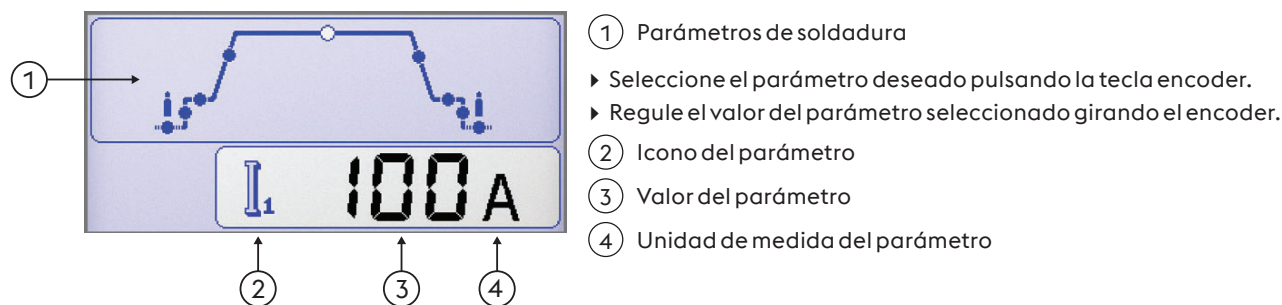 1 Parámetros de soldadura
1
▸ Seleccione el parámetro deseado pulsando la tecla encoder.
▸ Regule el valor del parámetro seleccionado girando el encoder.
2 Icono del parámetro
I1 100 A
3 Valor del parámetro
4 Unidad de medida del parámetro
2 3 4